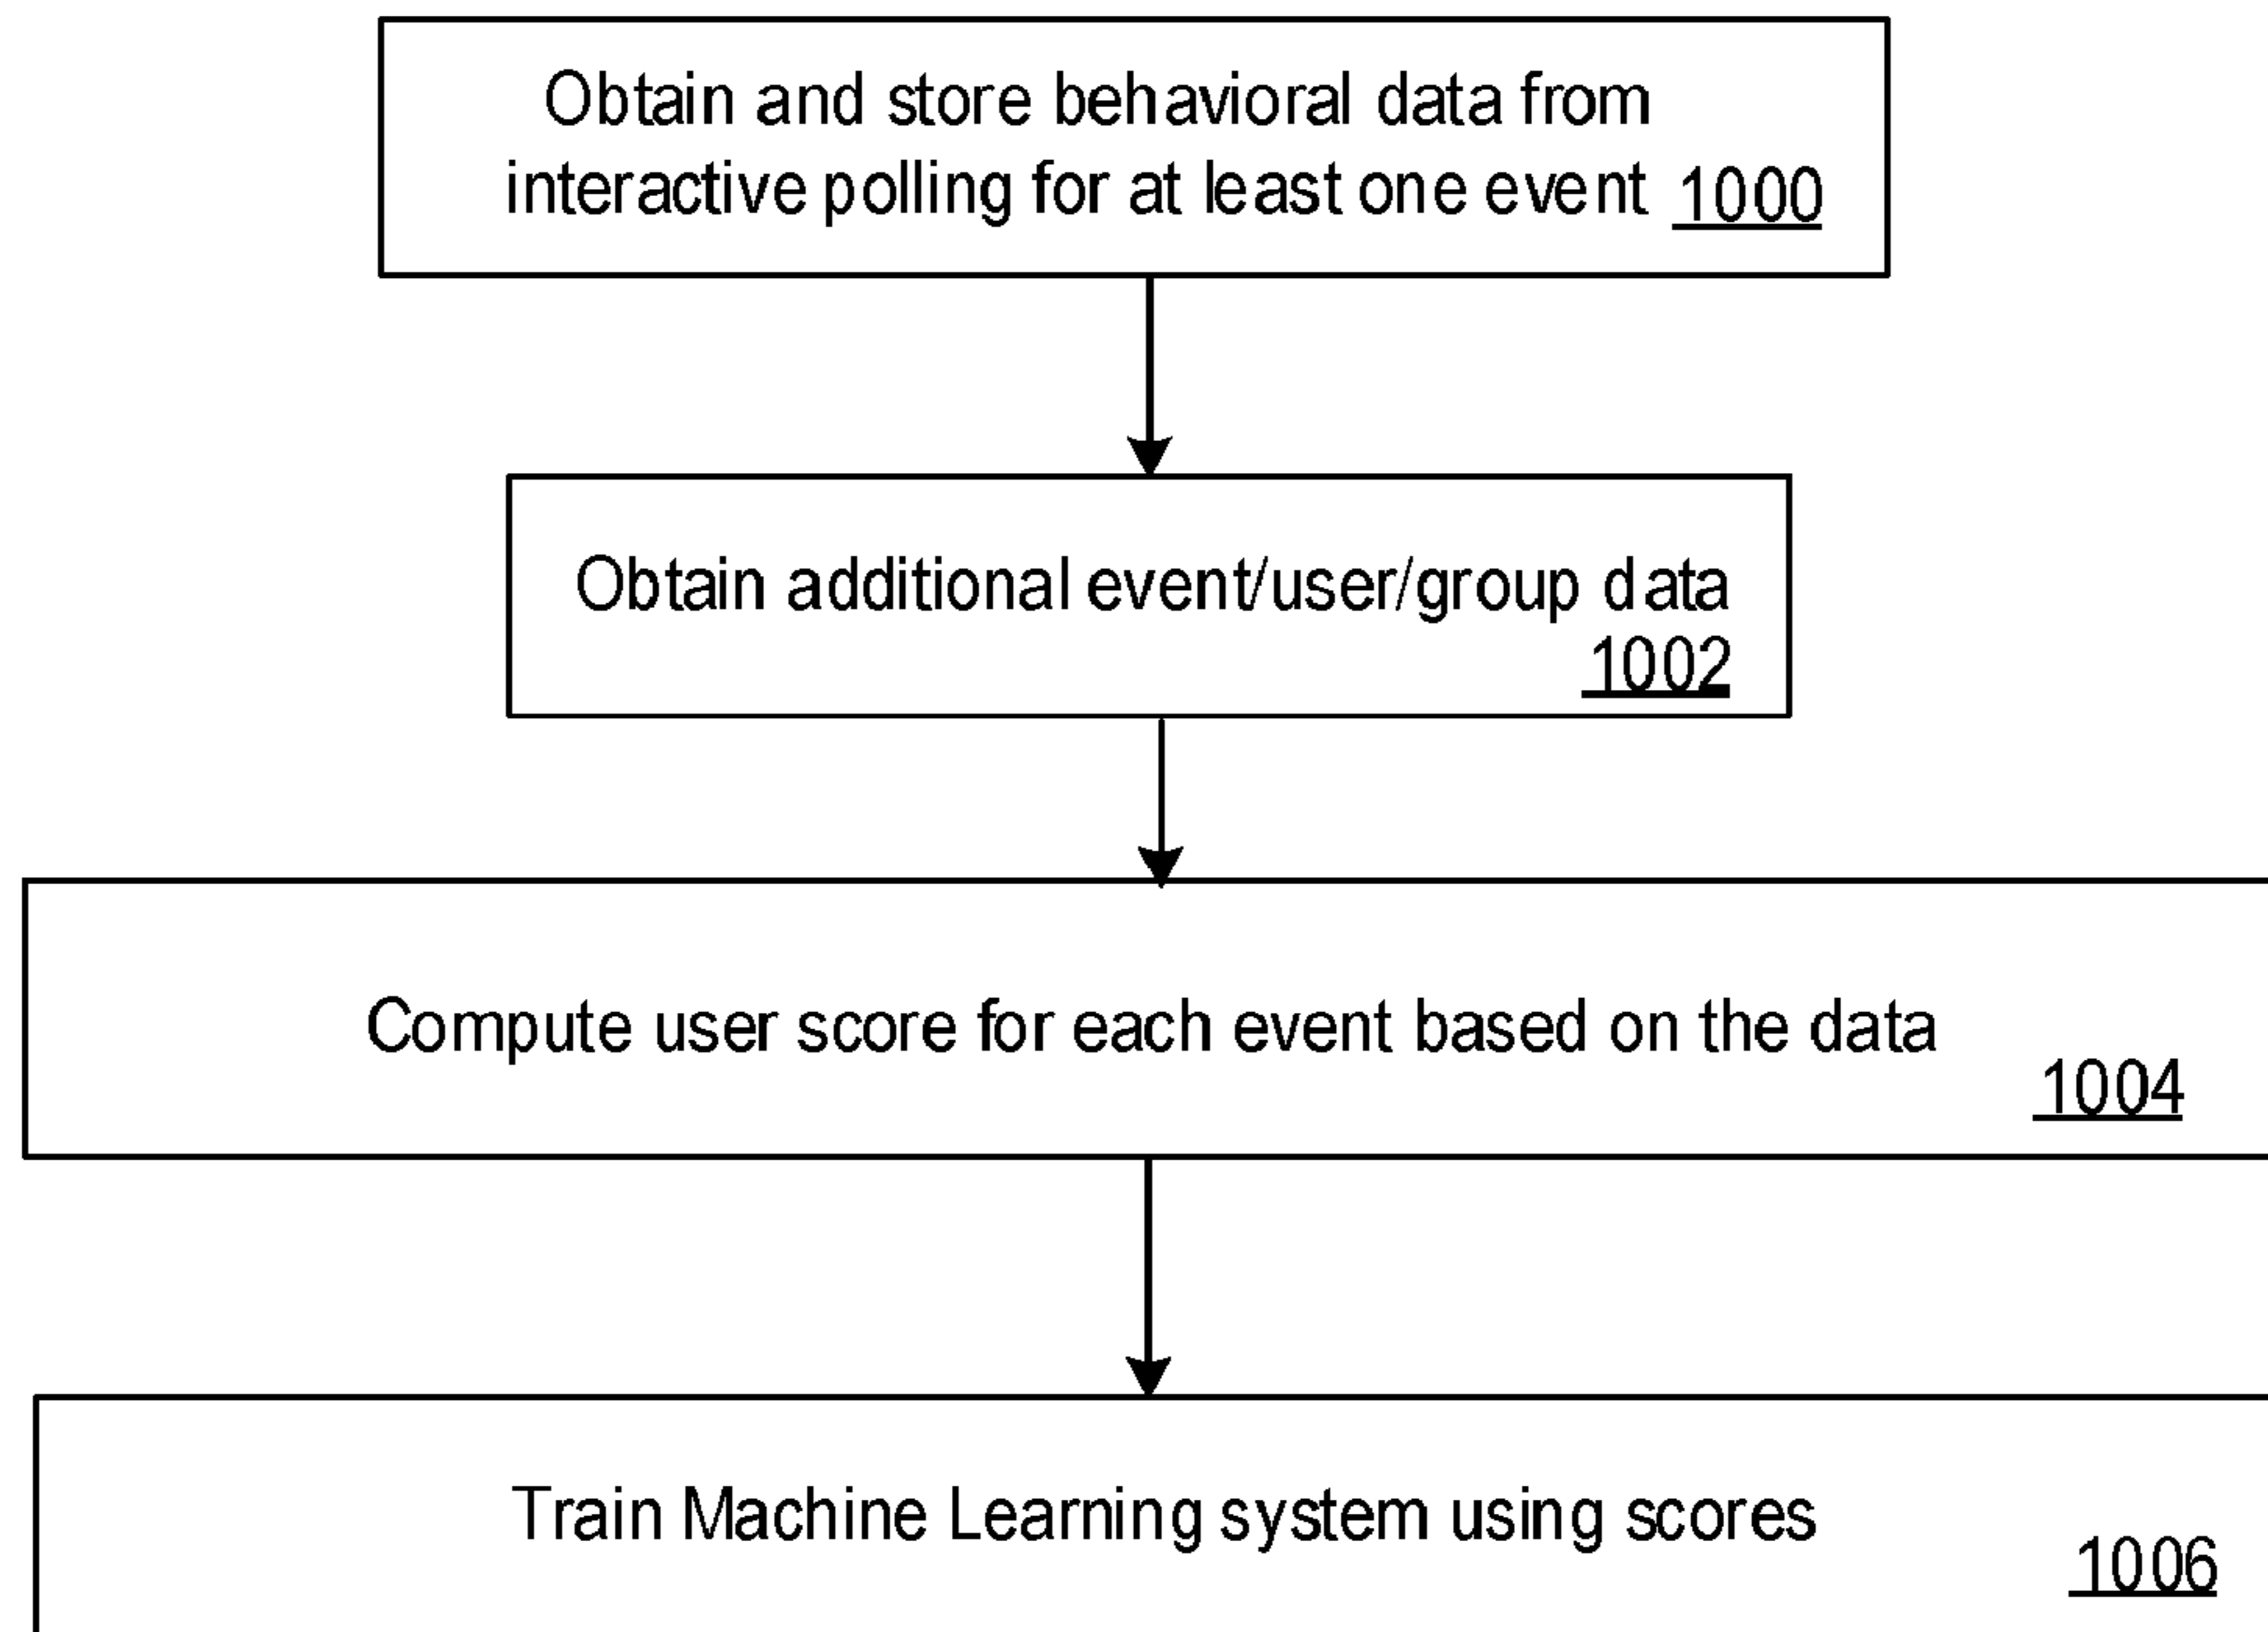 Obtain and store behavioral data from
interactive polling for at least one event 1000
Obtain additional event/user/group data
1002
Compute user score for each event based on the data
1004
Train Machine Learning system using scores
1006